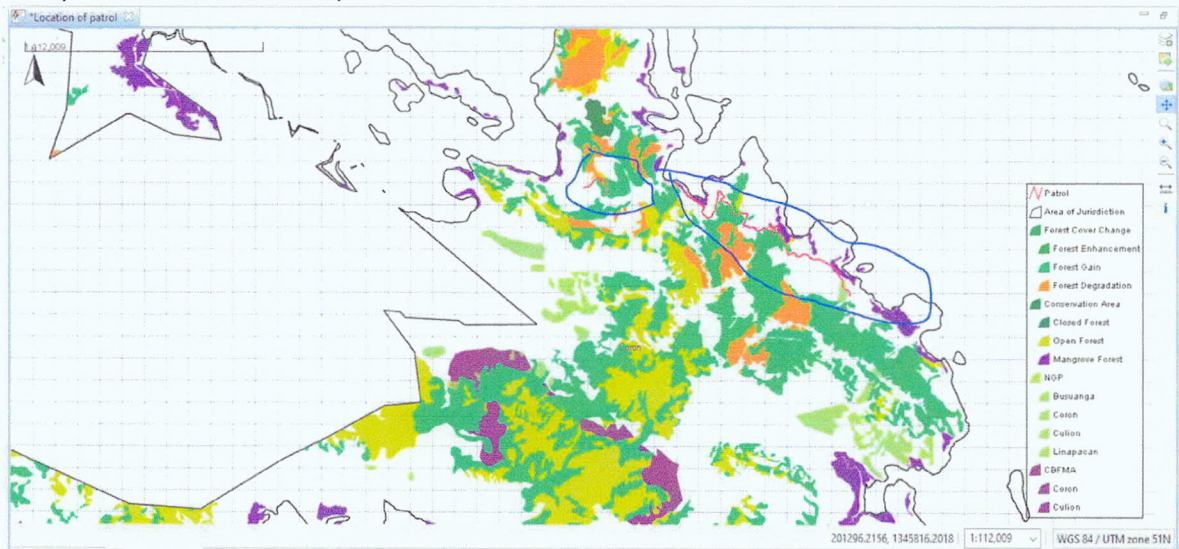 *Location of patrol
1:112,009
Patrol
Area of Jurisdiction
Forest Cover Change
Forest Enhancement
Forest Gain
Forest Degradation
Conservation Area
Closed Forest
Open Forest
Mangrove Forest
NGP
Busuanga
Coron
Culion
Linapacan
CBFMA
Coron
Culion
201296.2156, 1345816.2018
1:112,009
WGS 84 / UTM zone 51N